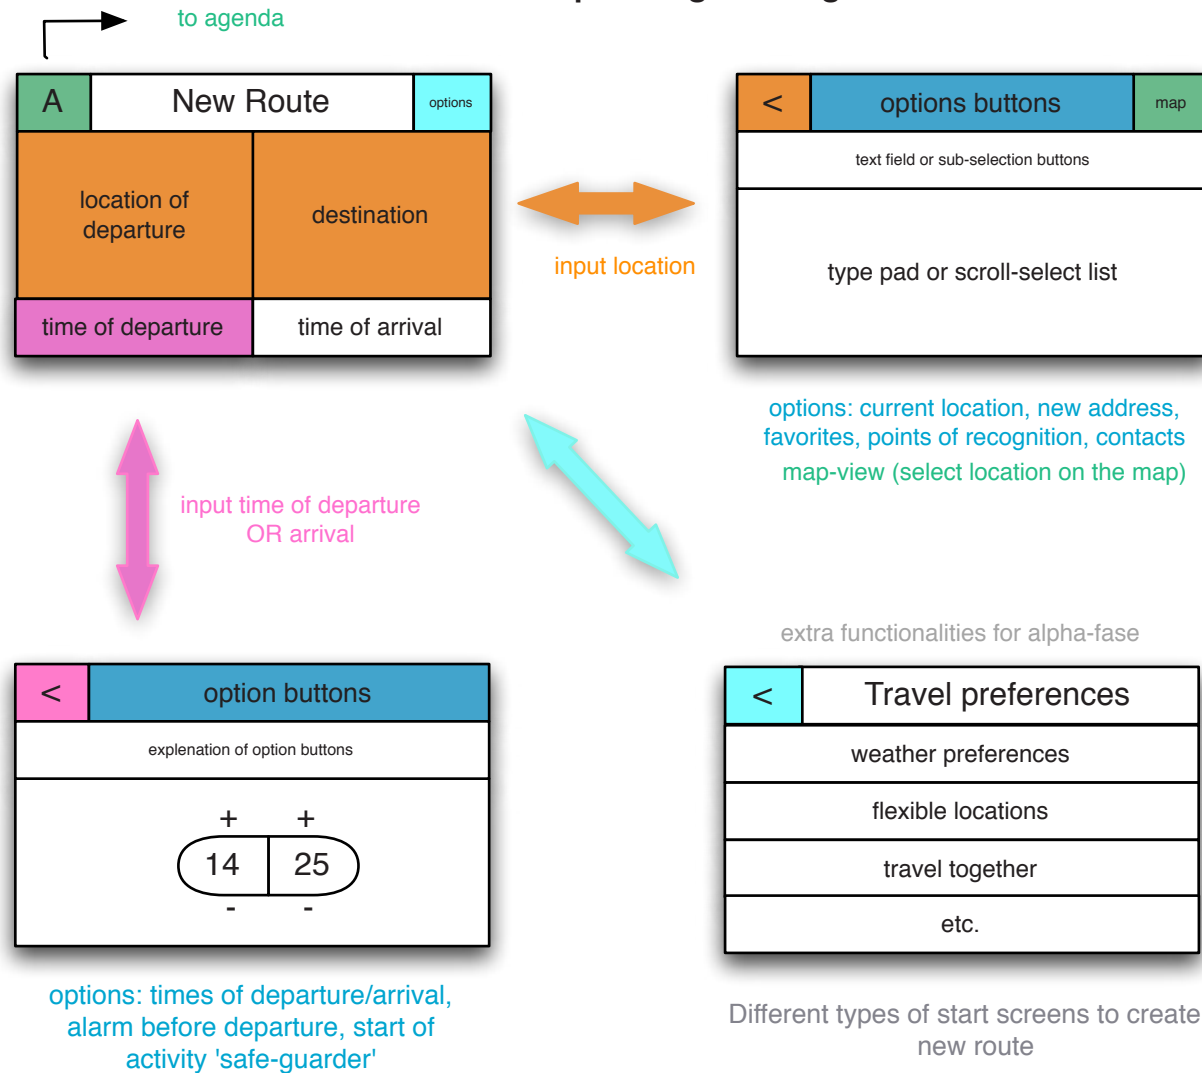 to agenda
A
New Route
options
location of
departure
destination
time of departure
time of arrival
input location
<
options buttons
map
text field or sub-selection buttons
type pad or scroll-select list
options: current location, new address,
favorites, points of recognition, contacts
map-view (select location on the map)
input time of departure
OR arrival
<
option buttons
explenation of option buttons
+ +
14 25
- -
options: times of departure/arrival,
alarm before departure, start of
activity 'safe-guarder'
extra functionalities for alpha-fase
<
Travel preferences
weather preferences
flexible locations
travel together
etc.
Different types of start screens to create
new route